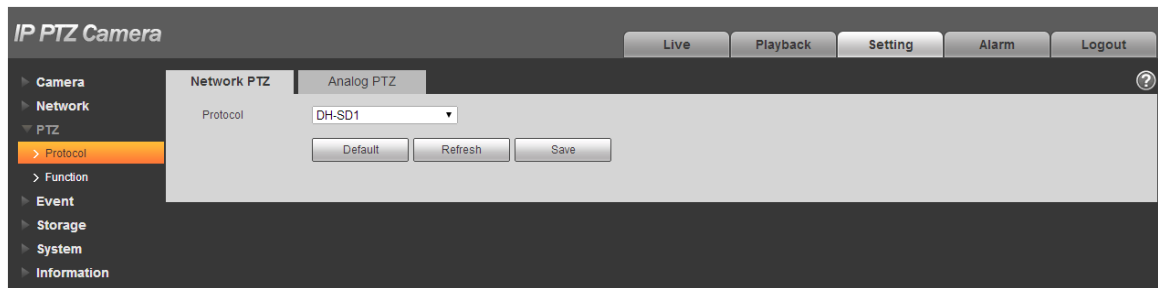 IP PTZ Camera
Live Playback Setting Alarm Logout
Camera
Network
PTZ
Protocol
Function
Event
Storage
System
Information
Network PTZ Analog PTZ ?
Protocol DH-SD1
Default Refresh Save